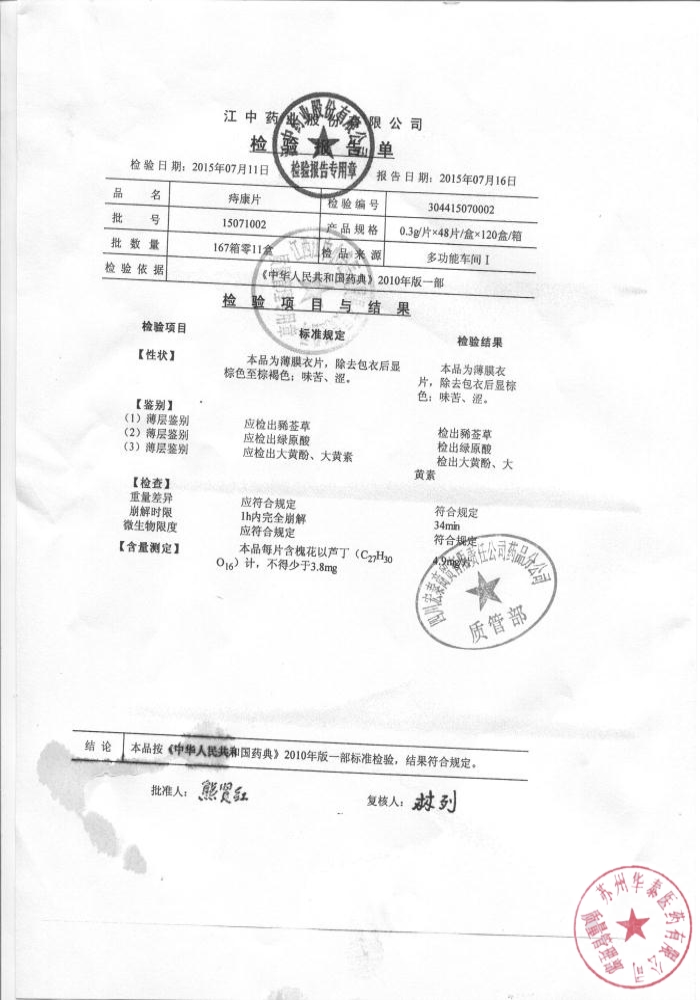 江中药业股份有限公司
检验报告单
检验报告专用章
检验日期：2015年07月11日
报告日期：2015年07月16日
品名 痔康片 检验编号 304415070002
批号 15071002 产品规格 0.3g/片×48片/盒×120盒/箱
批数量 167箱零11盒 检品来源 多功能车间Ⅰ
检验依据 《中华人民共和国药典》2010年版一部
检验项目与结果
检验项目 标准规定 检验结果
【性状】 本品为薄膜衣片，除去包衣后显 本品为薄膜衣
棕色至棕褐色；味苦、涩。 片，除去包衣后显棕
色；味苦、涩。
【鉴别】
（1）薄层鉴别 应检出豨莶草 检出豨莶草
（2）薄层鉴别 应检出绿原酸 检出绿原酸
（3）薄层鉴别 应检出大黄酚、大黄素 检出大黄酚、大
黄素
【检查】
重量差异 应符合规定 符合规定
崩解时限 1h内完全崩解 34min
微生物限度 应符合规定 符合规定
【含量测定】 本品每片含槐花以芦丁（C27H30 4.9mg/片
O16）计，不得少于3.8mg
质管部
结论 本品按《中华人民共和国药典》2010年版一部标准检验，结果符合规定。
批准人：熊贤红 复核人：林列
苏州华泰医药有限公司
质量管理部